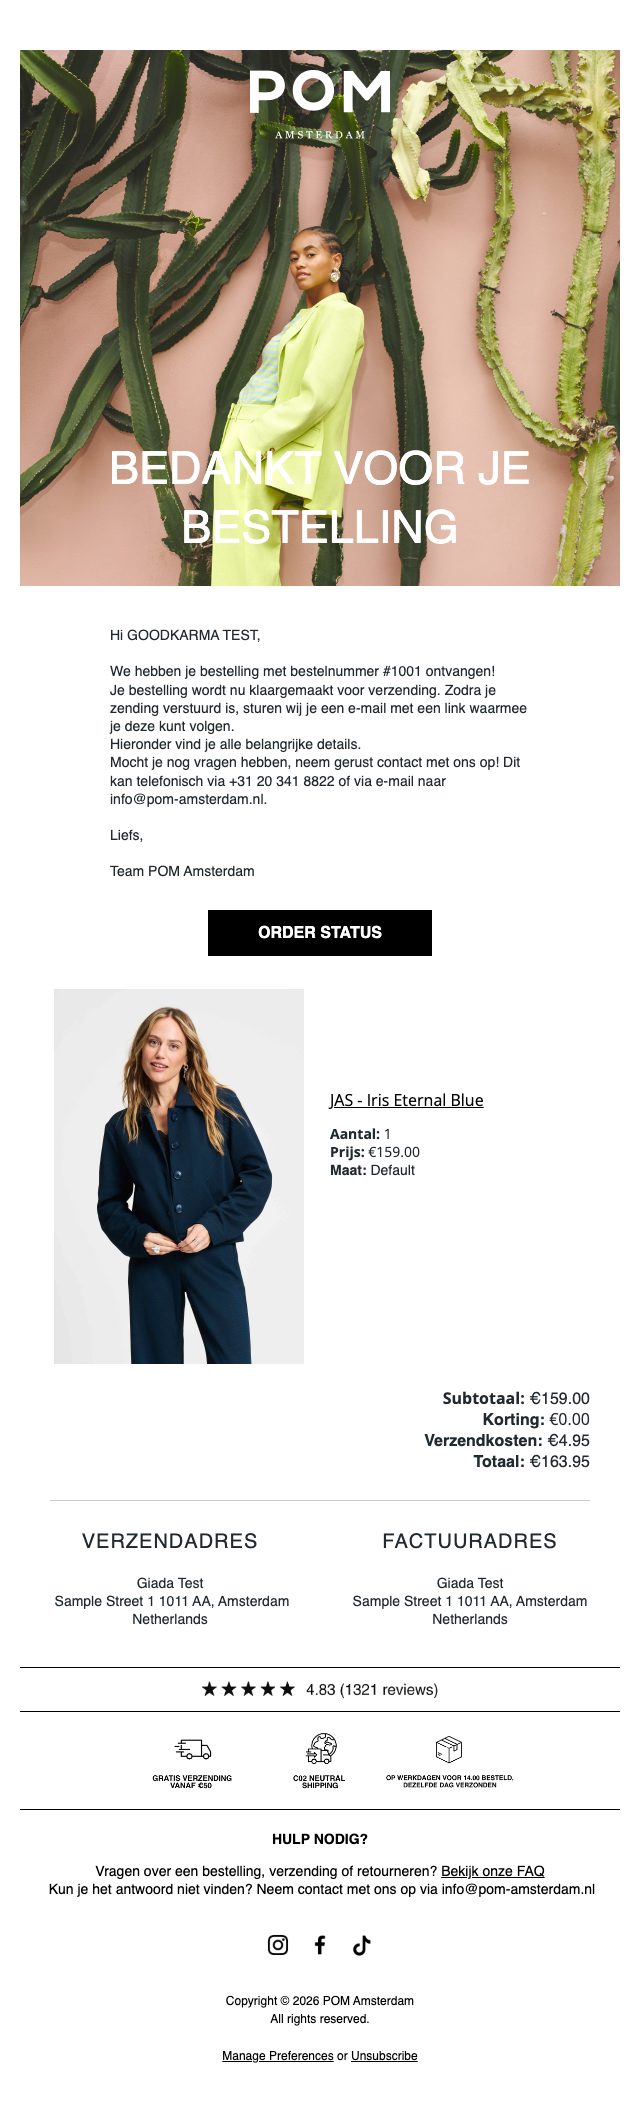 POM
AMSTERDAM
BEDANKT VOOR JE
BESTELLING
Hi GOODKARMA TEST,
We hebben je bestelling met bestelnummer #1001 ontvangen!
Je bestelling wordt nu klaargemaakt voor verzending. Zodra je
zending verstuurd is, sturen wij je een e-mail met een link waarmee
je deze kunt volgen.
Hieronder vind je alle belangrijke details.
Mocht je nog vragen hebben, neem gerust contact met ons op! Dit
kan telefonisch via +31 20 341 8822 of via e-mail naar
info@pom-amsterdam.nl.
Liefs,
Team POM Amsterdam
ORDER STATUS
JAS - Iris Eternal Blue
Aantal: 1
Prijs: €159.00
Maat: Default
Subtotaal: €159.00
Korting: €0.00
Verzendkosten: €4.95
Totaal: €163.95
VERZENDADRES
Giada Test
Sample Street 1 1011 AA, Amsterdam
Netherlands
FACTUURADRES
Giada Test
Sample Street 1 1011 AA, Amsterdam
Netherlands
★★★★★ 4.83 (1321 reviews)
GRATIS VERZENDING
VANAF €50
C02 NEUTRAL
SHIPPING
OP WERKDAGEN VOOR 14.00 BESTELD,
DEZELFDE DAG VERZONDEN
HULP NODIG?
Vragen over een bestelling, verzending of retourneren? Bekijk onze FAQ
Kun je het antwoord niet vinden? Neem contact met ons op via info@pom-amsterdam.nl
Copyright © 2026 POM Amsterdam
All rights reserved.
Manage Preferences or Unsubscribe